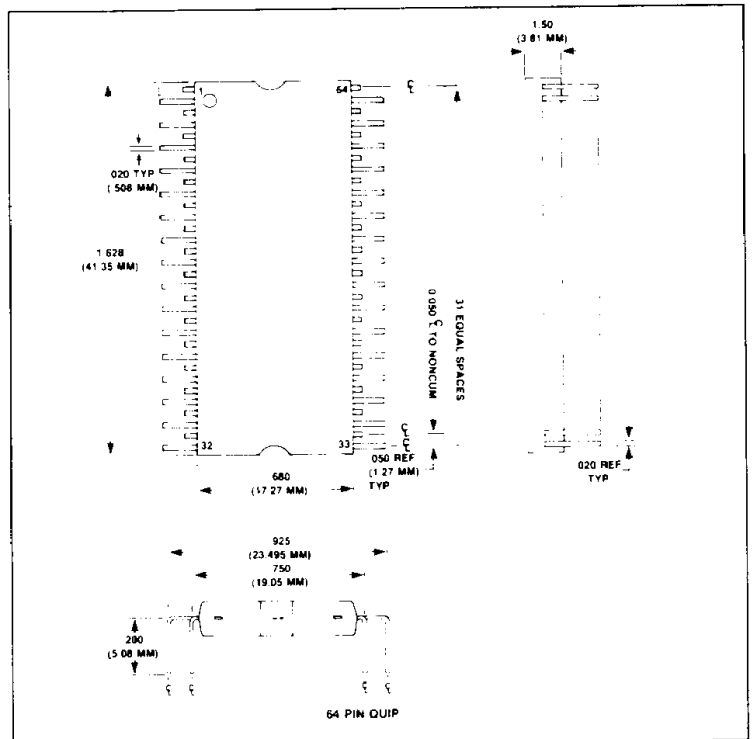 1.50
(3.81 MM)
1
64
℄
020 TYP
(.508 MM)
1 628
(41.35 MM)
31 EQUAL SPACES
0.050 ℄ TO NONCUM
32
33
℄
℄
.050 REF
(1.27 MM)
TYP
020 REF
TYP
680
(17.27 MM)
925
(23.495 MM)
750
(19.05 MM)
200
(5.08 MM)
℄ ℄ ℄ ℄
64 PIN QUIP